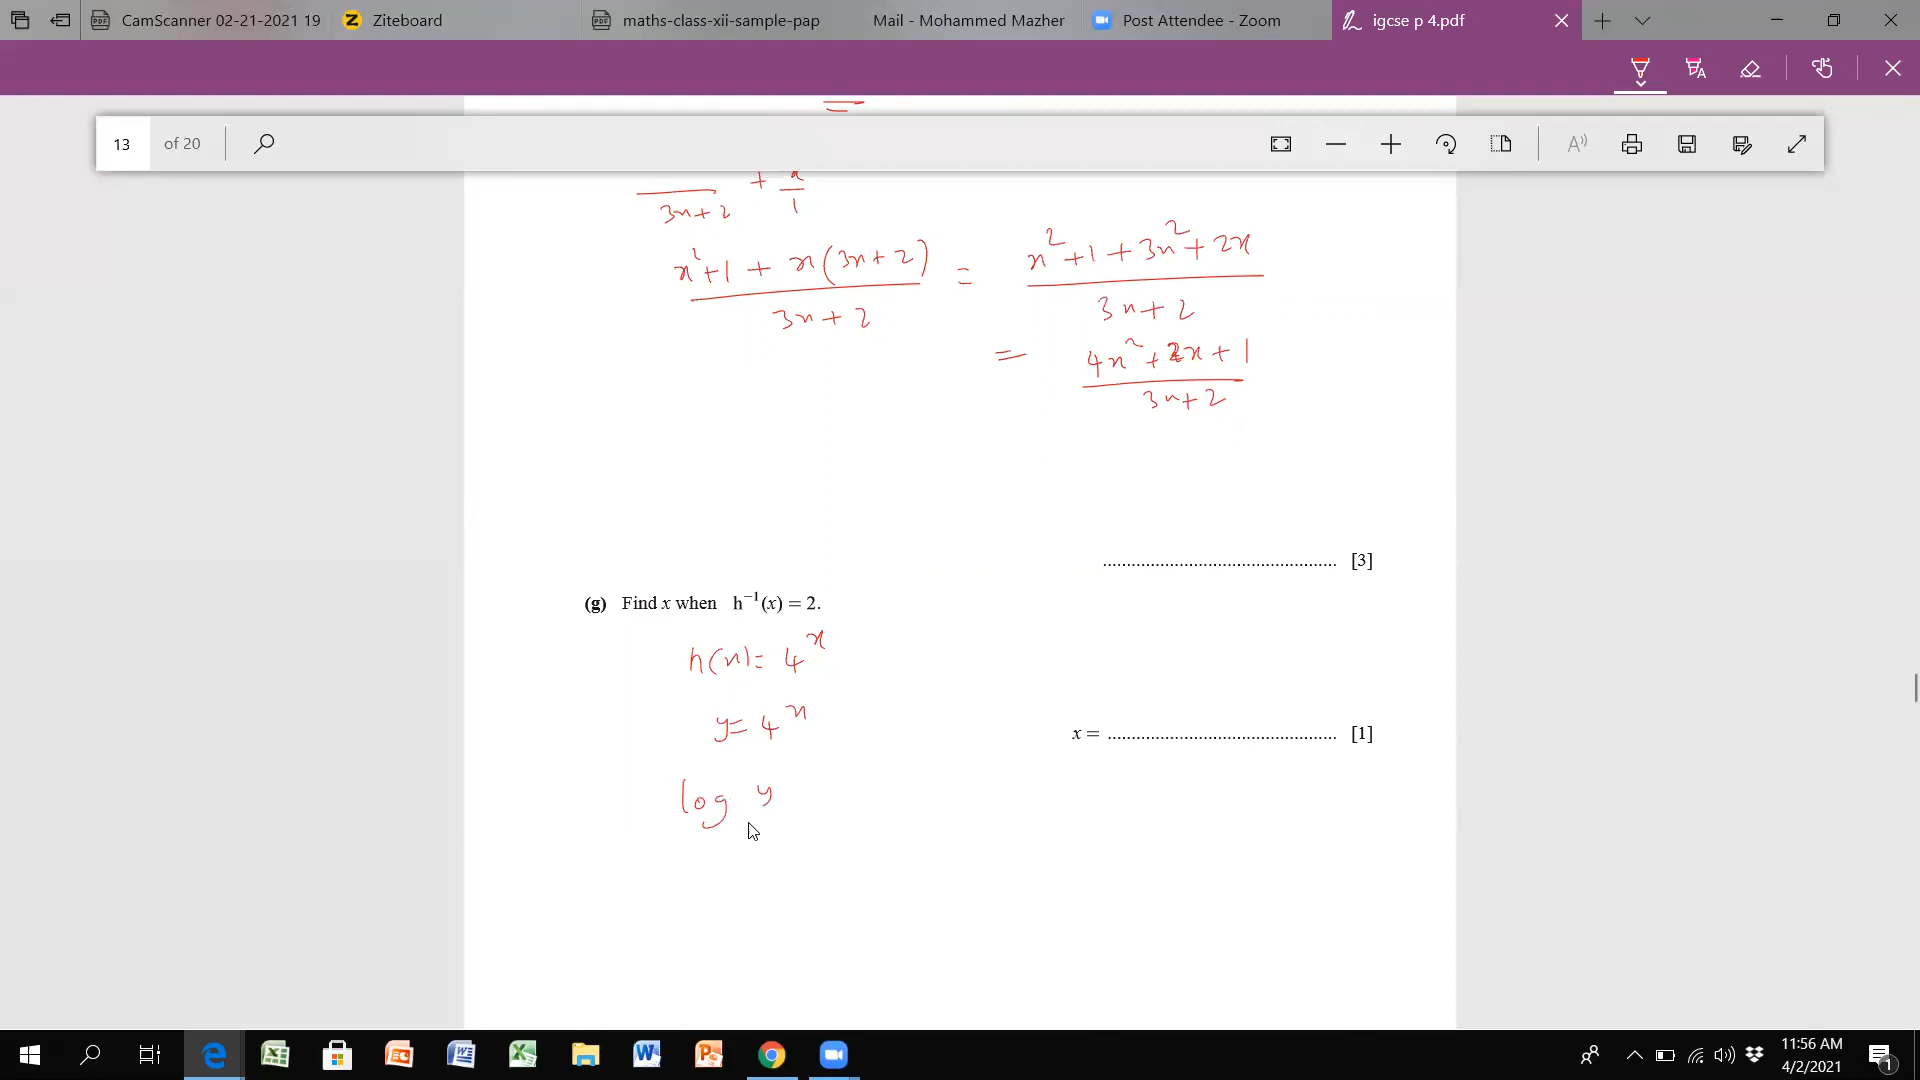 CamScanner 02-21-2021 19
Ziteboard
maths-class-xii-sample-pap
Mail - Mohammed Mazher
Post Attendee - Zoom
igcse p 4.pdf
13 of 20
3x+2 + x/1
x²+1 + x(3x+2) / 3x+2 = x²+1+3x²+2x / 3x+2
= 4x²+2x+1 / 3x+2
[3]
(g) Find x when h⁻¹(x) = 2.
h(x)= 4^x
y= 4^x
x = [1]
log y
11:56 AM
4/2/2021
1